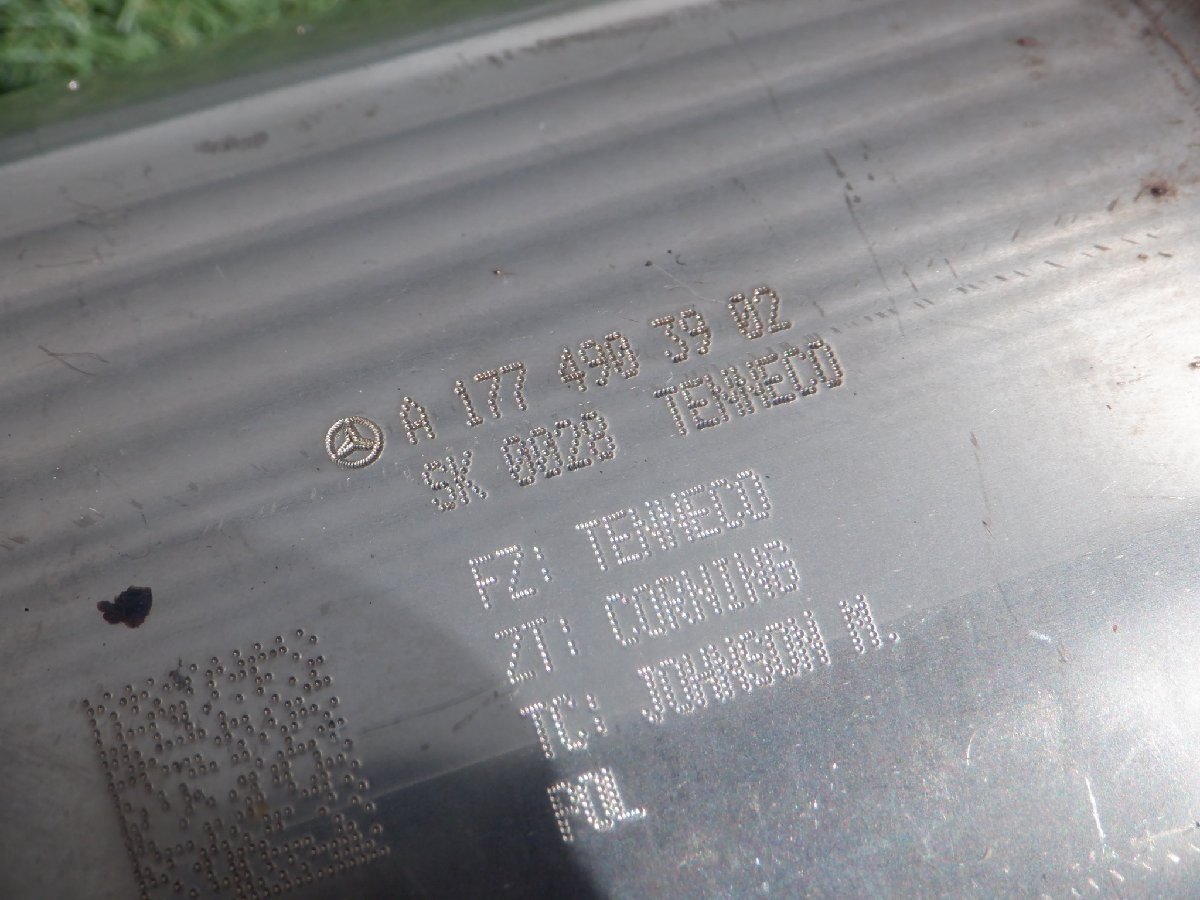 A 177 490 39 02
SK 0028 TENNECO
FZ: TENNECO
ZT: CORNING
TC: JOHNSON M.
POL